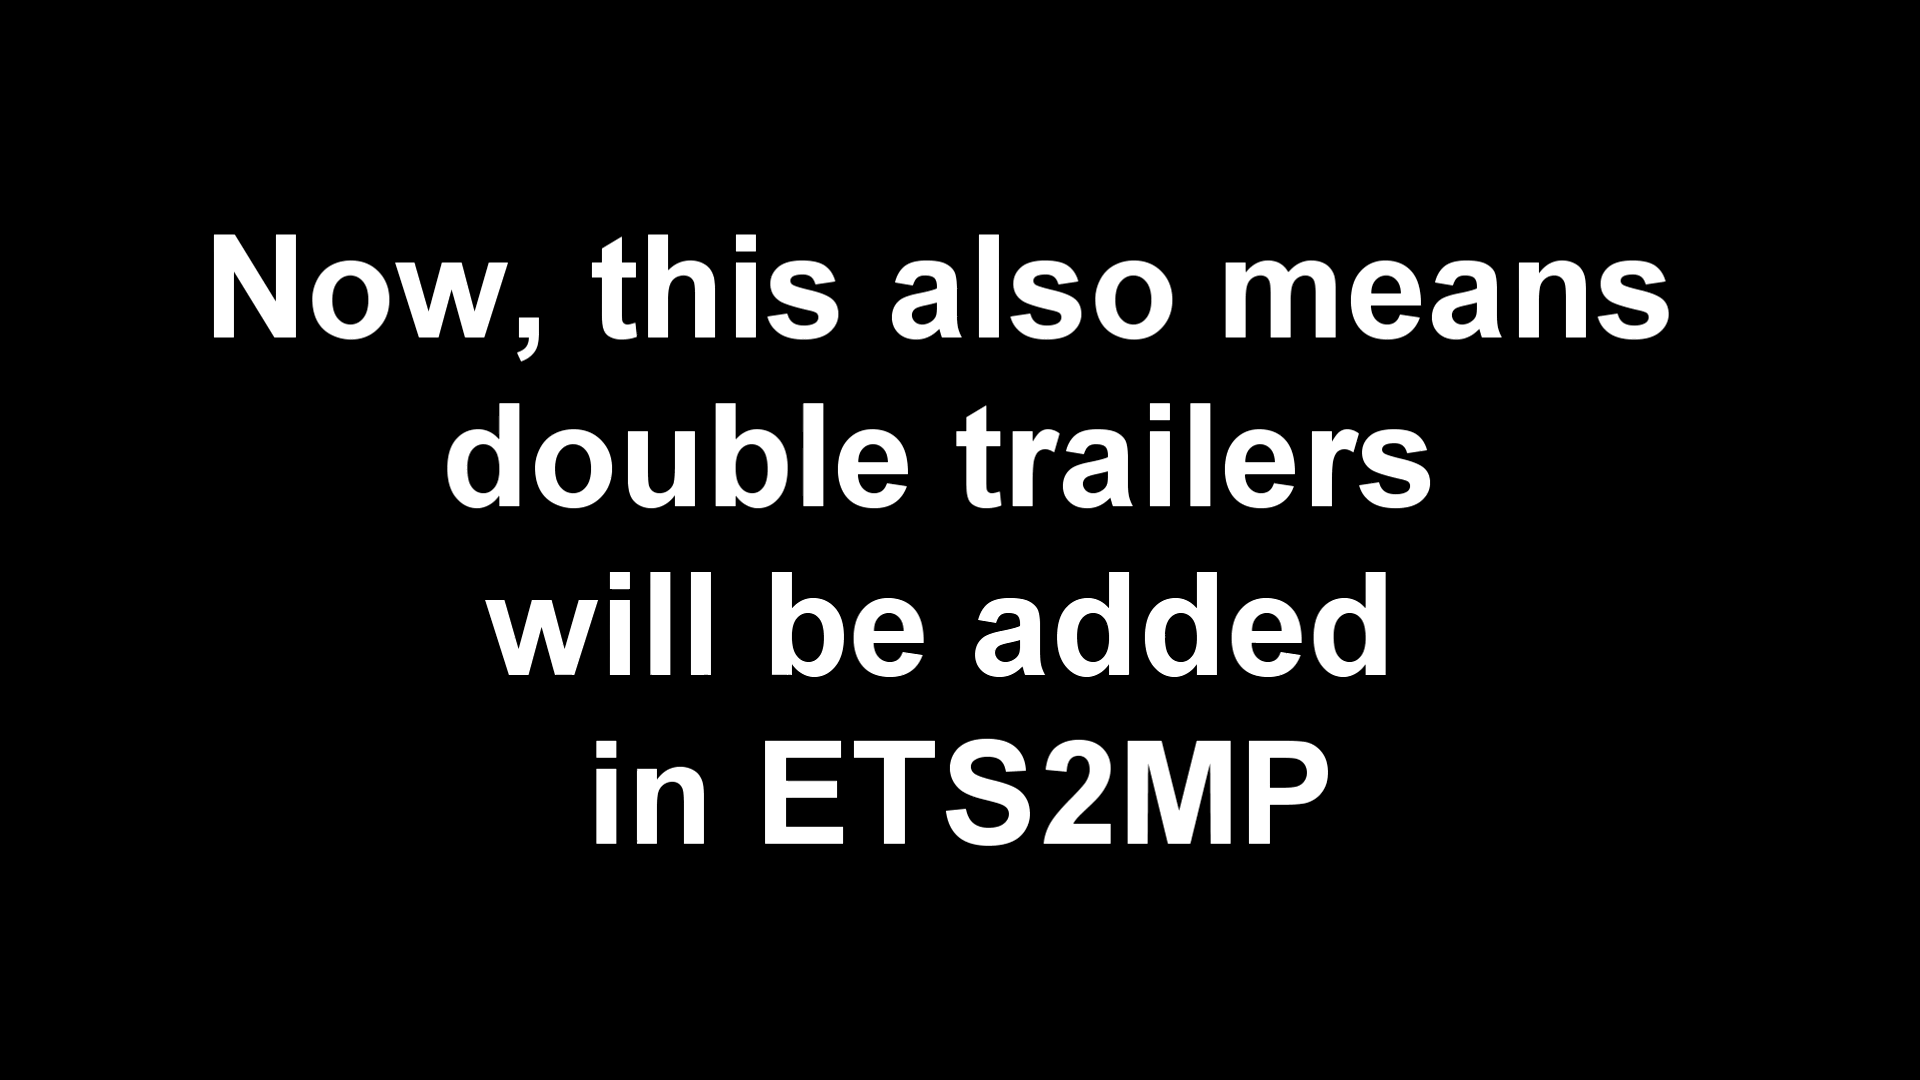 Now, this also means
double trailers
will be added
in ETS2MP